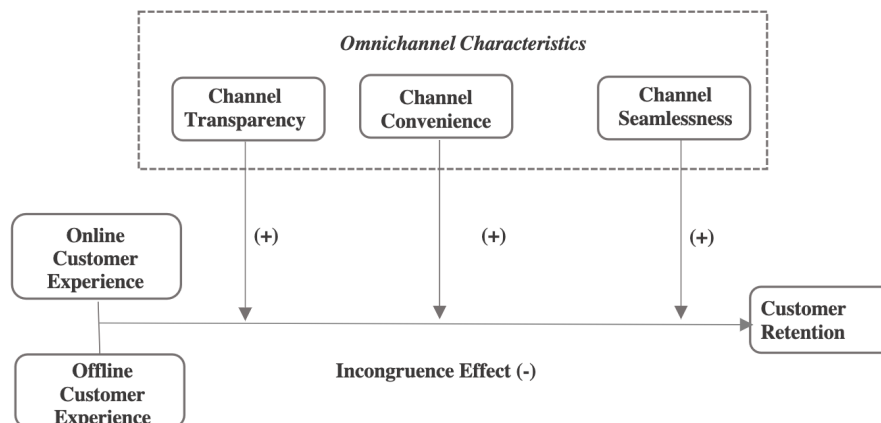 Omnichannel Characteristics
Channel
Transparency
Channel
Convenience
Channel
Seamlessness
(+)
(+)
(+)
Online
Customer
Experience
Customer
Retention
Offline
Customer
Experience
Incongruence Effect (-)